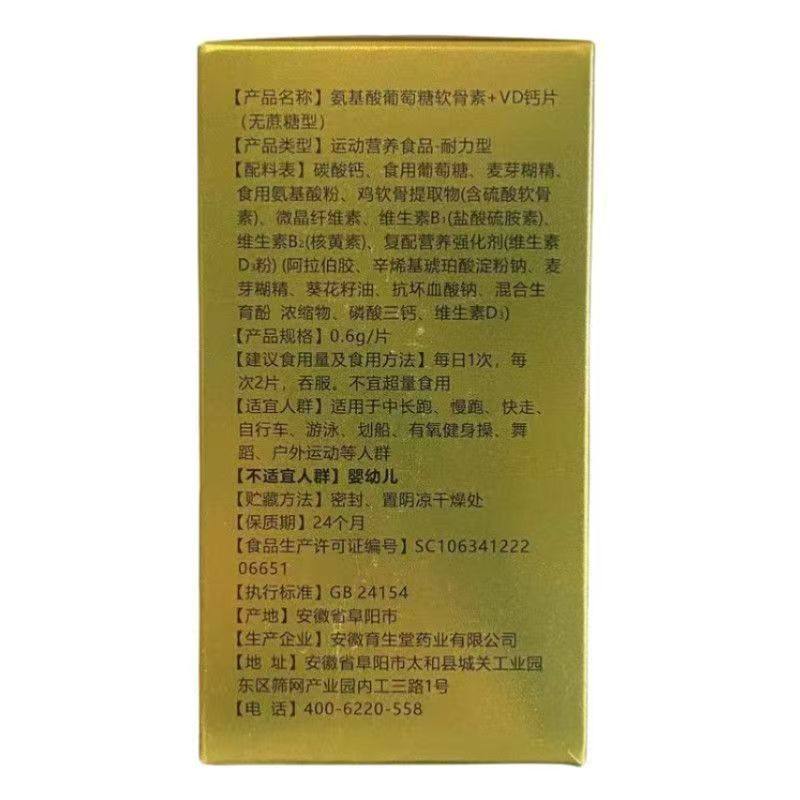 【产品名称】氨基酸葡萄糖软骨素+VD钙片
（无蔗糖型）
【产品类型】运动营养食品-耐力型
【配料表】碳酸钙、食用葡萄糖、麦芽糊精、
食用氨基酸粉、鸡软骨提取物(含硫酸软骨
素)、微晶纤维素、维生素B₁(盐酸硫胺素)、
维生素B₂(核黄素)、复配营养强化剂(维生素
D₃粉) (阿拉伯胶、辛烯基琥珀酸淀粉钠、麦
芽糊精、葵花籽油、抗坏血酸钠、混合生
育酚 浓缩物、磷酸三钙、维生素D₃)
【产品规格】0.6g/片
【建议食用量及食用方法】每日1次，每
次2片，吞服。不宜超量食用
【适宜人群】适用于中长跑、慢跑、快走、
自行车、游泳、划船、有氧健身操、舞
蹈、户外运动等人群
【不适宜人群】婴幼儿
【贮藏方法】密封、置阴凉干燥处
【保质期】24个月
【食品生产许可证编号】SC106341222
06651
【执行标准】GB 24154
【产地】安徽省阜阳市
【生产企业】安徽育生堂药业有限公司
【地 址】安徽省阜阳市太和县城关工业园
东区筛网产业园内工三路1号
【电 话】400-6220-558